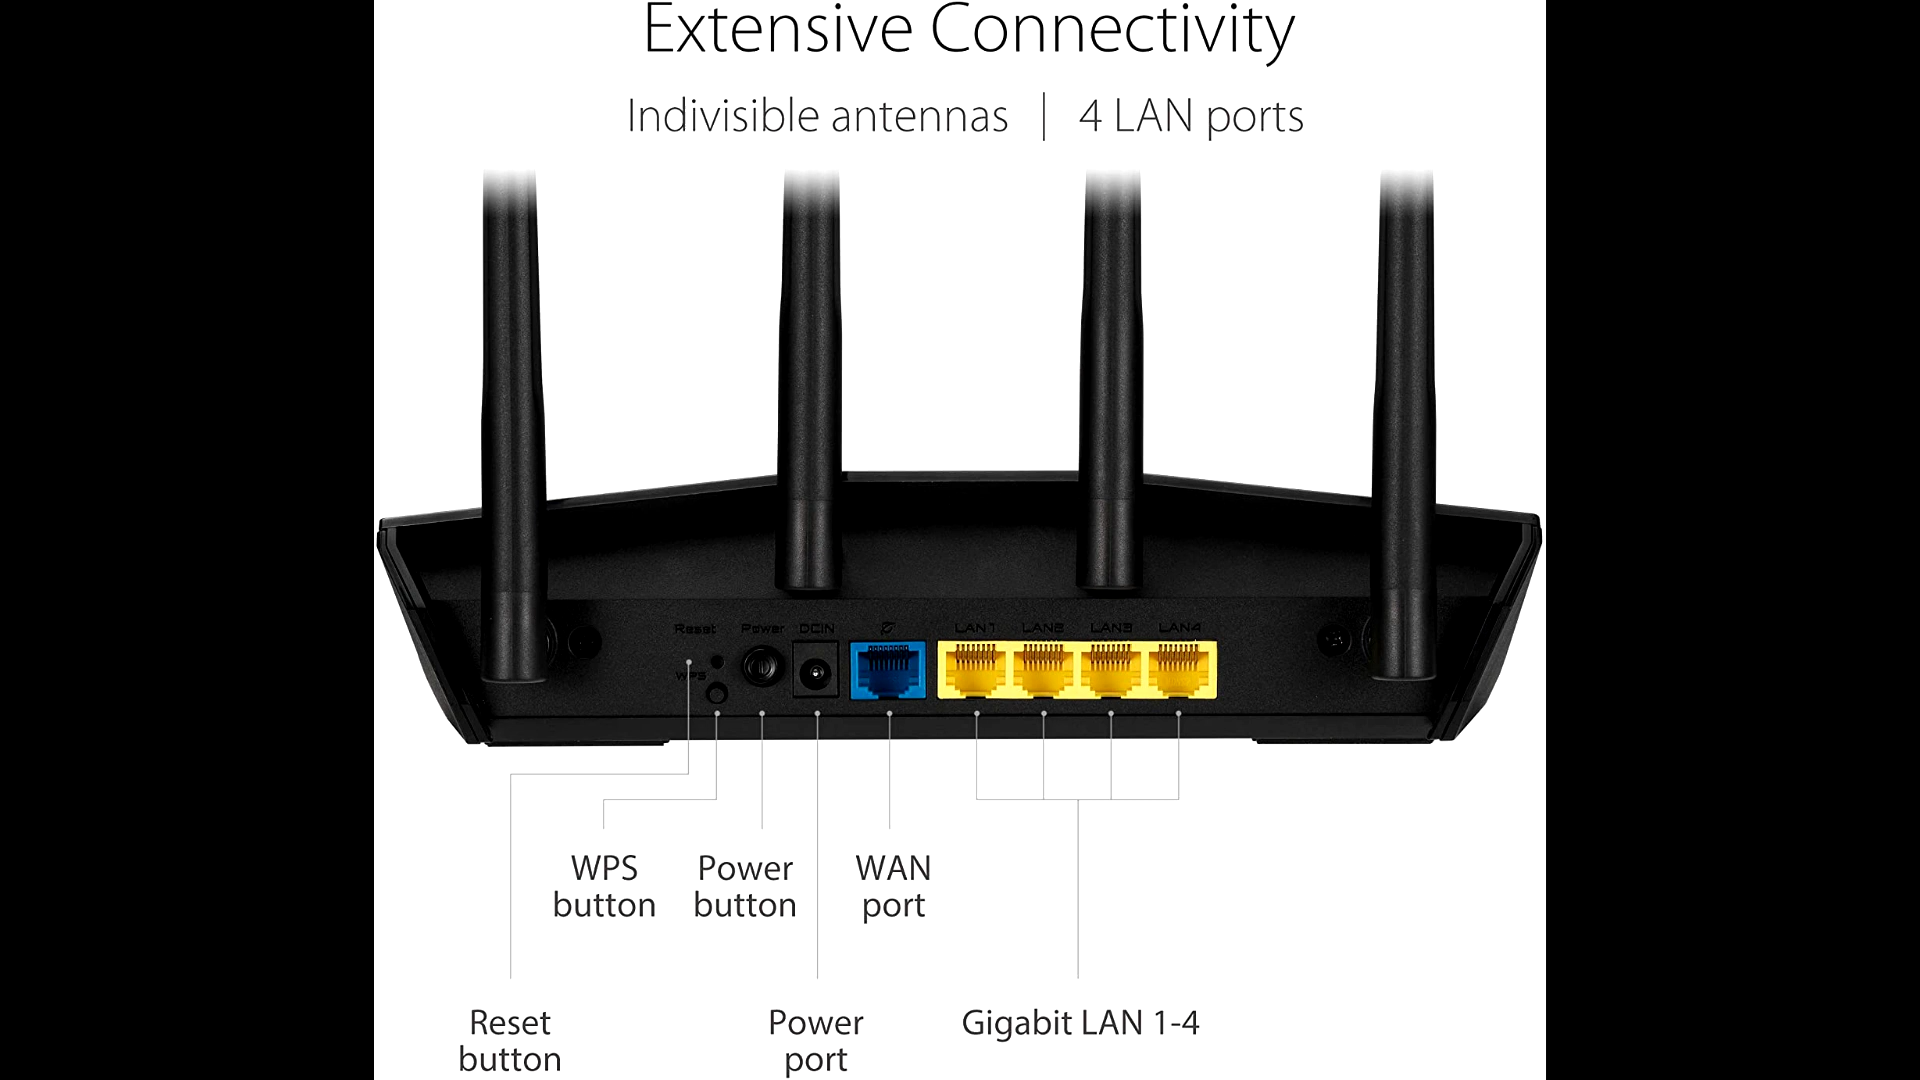 Extensive Connectivity
Indivisible antennas | 4 LAN ports
Reset Power DCIN LAN1 LAN2 LAN3 LAN4
WPS
WPS button
Power button
WAN port
Reset button
Power port
Gigabit LAN 1-4